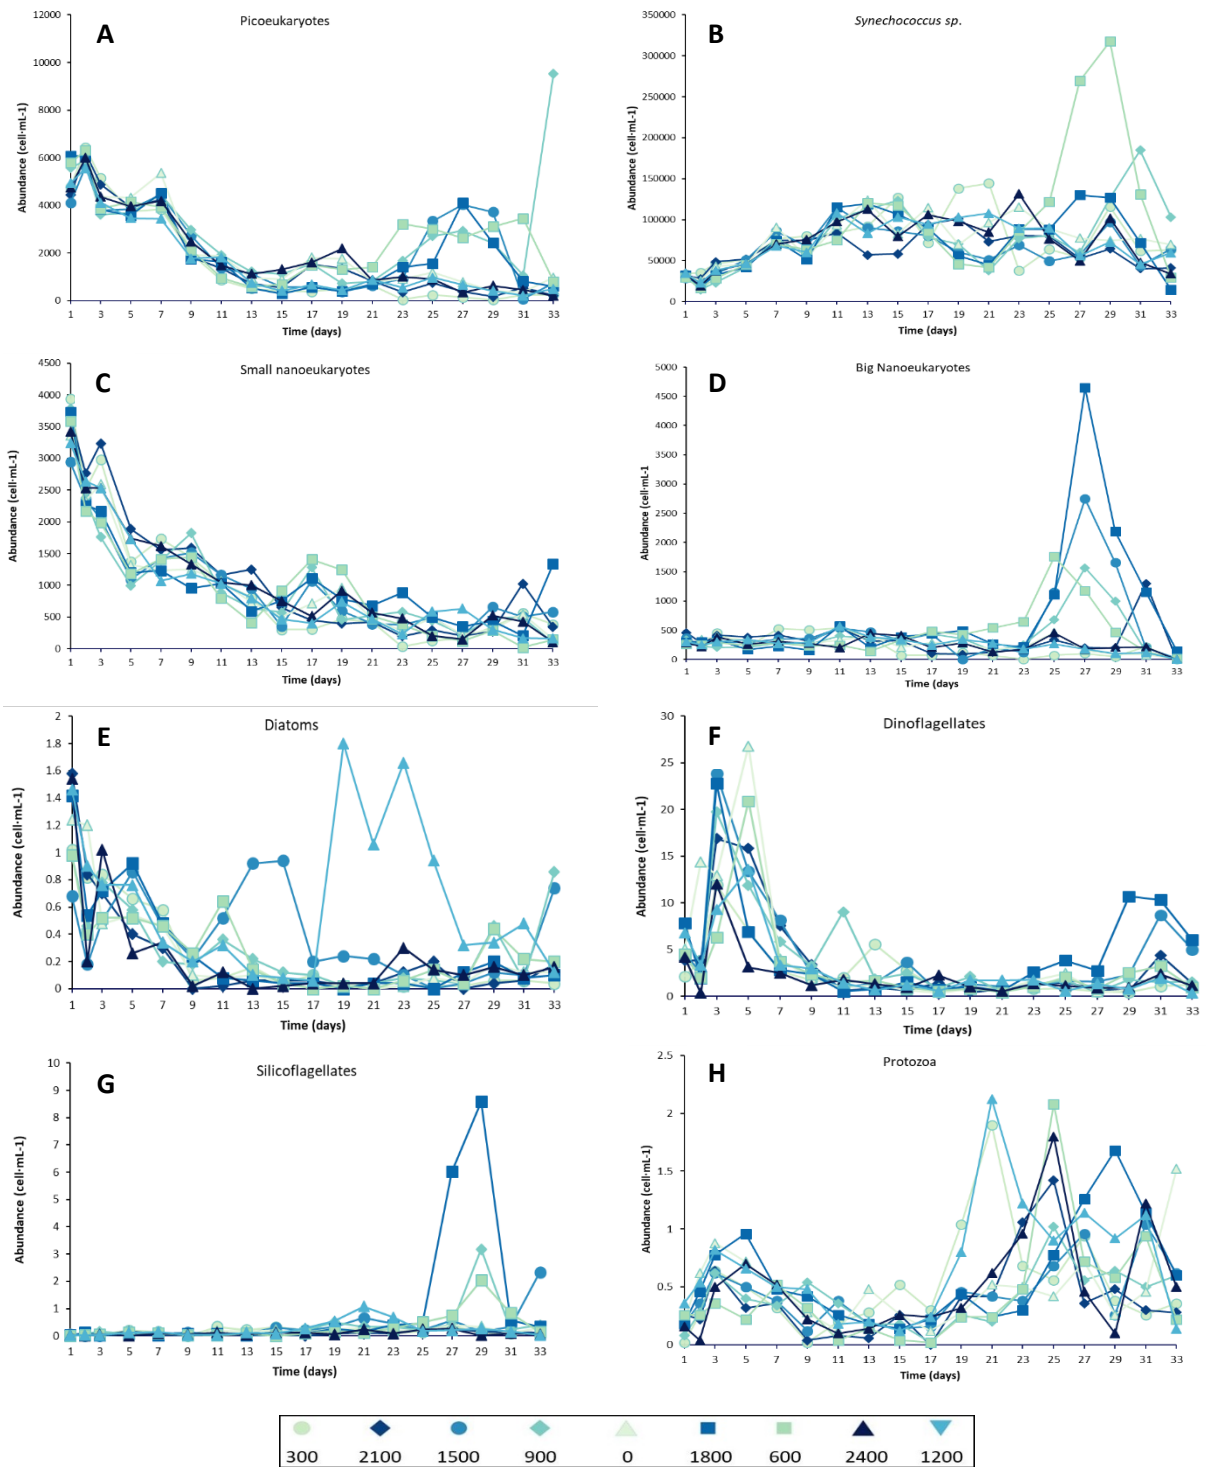 A
Picoeukaryotes
Abundance (cell·mL-1)
12000
10000
8000
6000
4000
2000
0
1 3 5 7 9 11 13 15 17 19 21 23 25 27 29 31 33
Time (days)
B
Synechococcus sp.
Abundance (cell·mL-1)
350000
300000
250000
200000
150000
100000
50000
0
1 3 5 7 9 11 13 15 17 19 21 23 25 27 29 31 33
Time (days)
C
Small nanoeukaryotes
Abundance (cell·mL-1)
4500
4000
3500
3000
2500
2000
1500
1000
500
0
1 3 5 7 9 11 13 15 17 19 21 23 25 27 29 31 33
Time (days)
D
Big Nanoeukaryotes
Abundance (cell·mL-1
5000
4500
4000
3500
3000
2500
2000
1500
1000
500
0
1 3 5 7 9 11 13 15 17 19 21 23 25 27 29 31 33
Time (days
E
Diatoms
Abundance (cell·mL-1)
2
1.8
1.6
1.4
1.2
1
0.8
0.6
0.4
0.2
0
1 3 5 7 9 11 13 15 17 19 21 23 25 27 29 31 33
Time (days)
F
Dinoflagellates
Abundance (cell·mL-1)
30
25
20
15
10
5
0
1 3 5 7 9 11 13 15 17 19 21 23 25 27 29 31 33
Time (days)
G
Silicoflagellates
Abundance (cell·mL-1)
10
9
8
7
6
5
4
3
2
1
0
1 3 5 7 9 11 13 15 17 19 21 23 25 27 29 31 33
Time (days)
H
Protozoa
Abundance (cell·mL-1)
2.5
2
1.5
1
0.5
0
1 3 5 7 9 11 13 15 17 19 21 23 25 27 29 31 33
Time (days)
300 2100 1500 900 0 1800 600 2400 1200